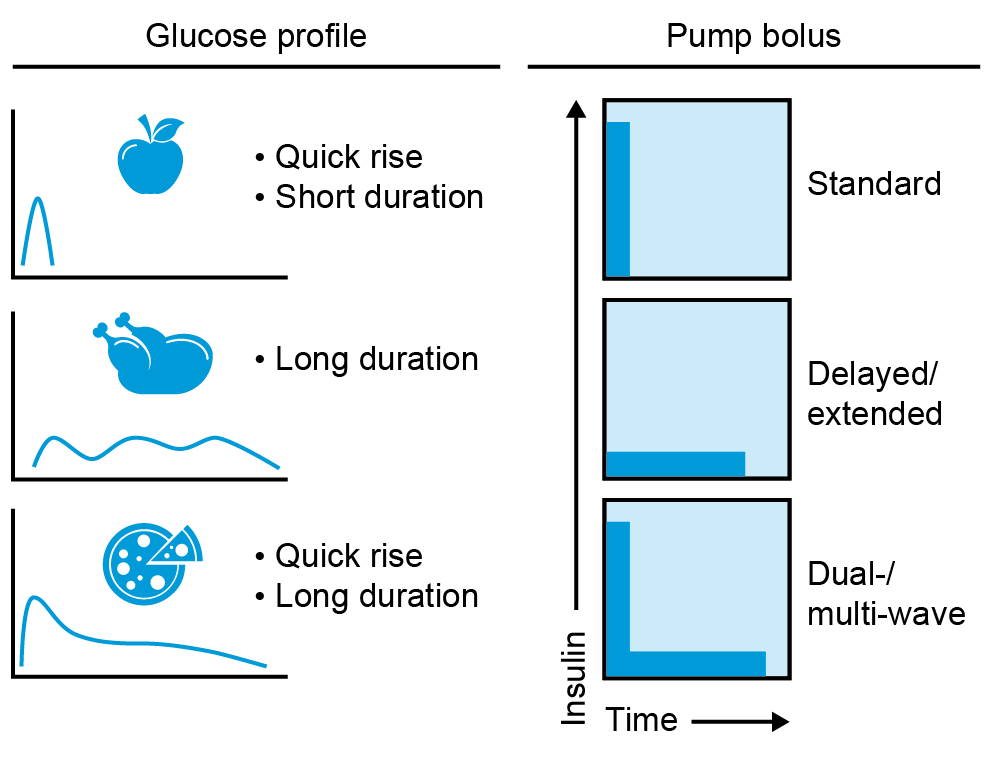 Glucose profile
Pump bolus
• Quick rise
• Short duration
Standard
• Long duration
Delayed/
extended
• Quick rise
• Long duration
Dual-/
multi-wave
Insulin
Time